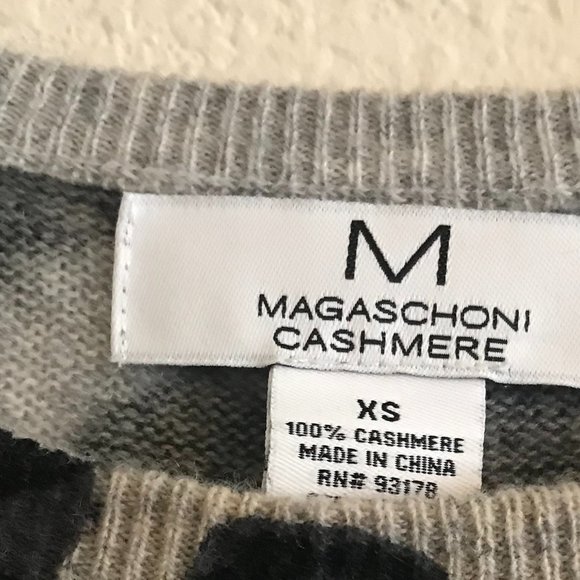 M
MAGASCHONI
CASHMERE
XS
100% CASHMERE
MADE IN CHINA
RN# 93178